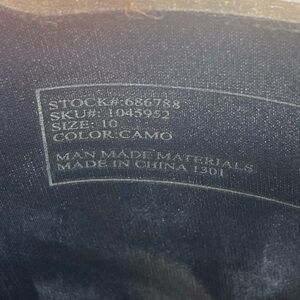 STOCK#:686788
SKU#: 1045952
SIZE: 10
COLOR:CAMO
MAN MADE MATERIALS
MADE IN CHINA 1301